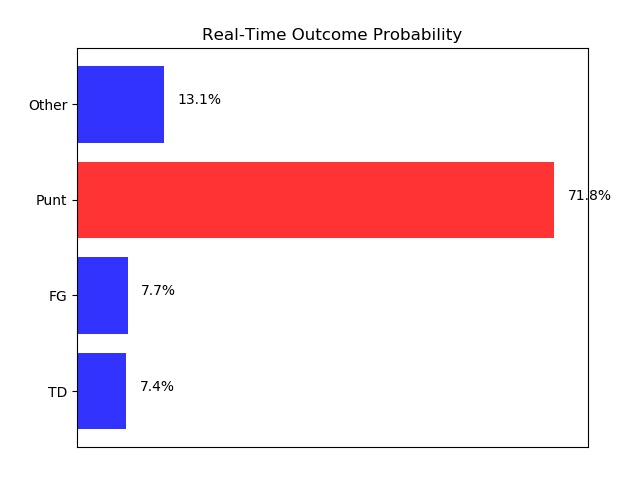 Real-Time Outcome Probability
Other
13.1%
Punt
71.8%
FG
7.7%
TD
7.4%